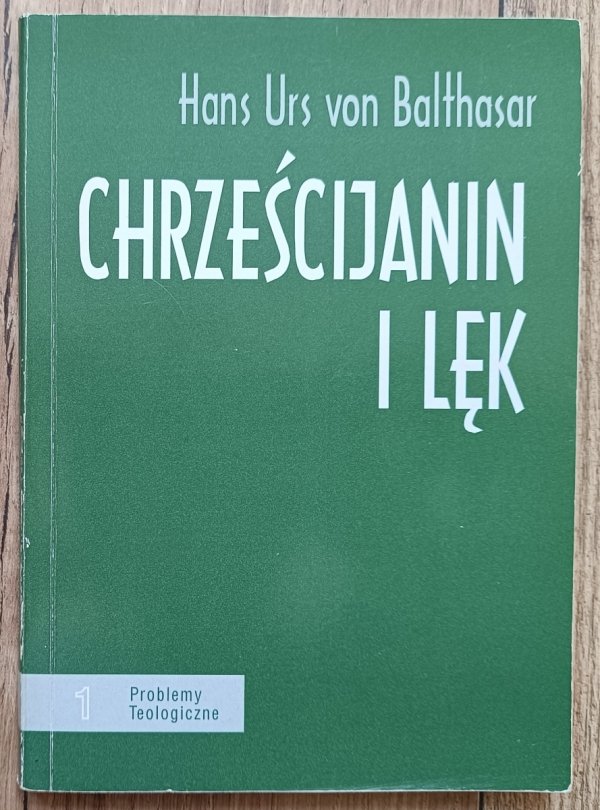 Hans Urs von Balthasar
CHRZEŚCIJANIN
I LĘK
1
Problemy
Teologiczne